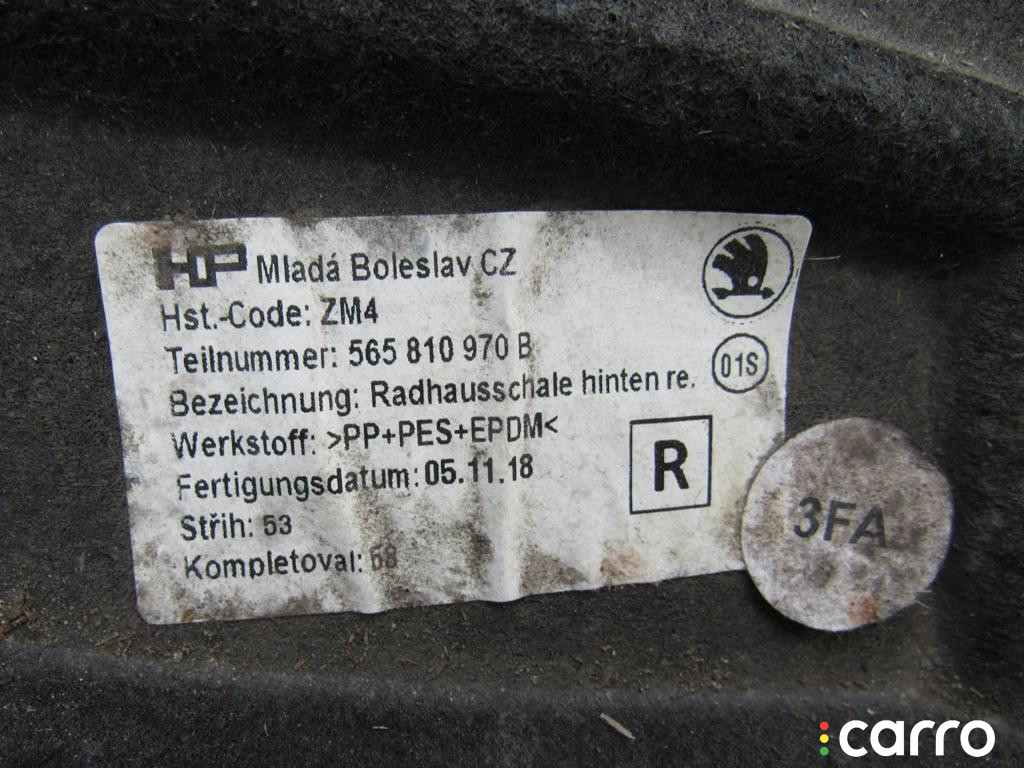 HP Mladá Boleslav CZ
Hst.-Code: ZM4
Teilnummer: 565 810 970 B
01S
Bezeichnung: Radhausschale hinten re.
Werkstoff: >PP+PES+EPDM<
R
Fertigungsdatum: 05.11.18
3FA
Střih: 53
Kompletoval: 68
carro